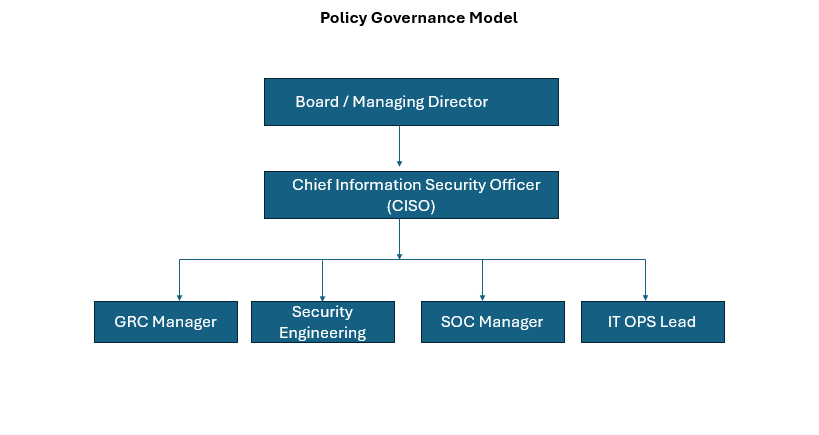 Policy Governance Model
Board / Managing Director
Chief Information Security Officer
(CISO)
GRC Manager
Security
Engineering
SOC Manager
IT OPS Lead